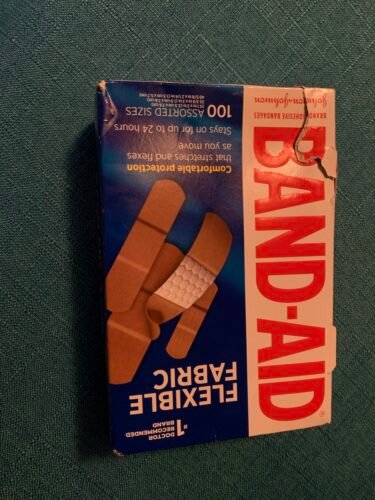 Johnson & Johnson
BAND-AID®
BRAND ADHESIVE BANDAGES
#1
DOCTOR
RECOMMENDED
BRAND
FLEXIBLE
FABRIC
Comfortable protection
that stretches and flexes
as you move
Stays on for up to 24 hours
100 ASSORTED SIZES